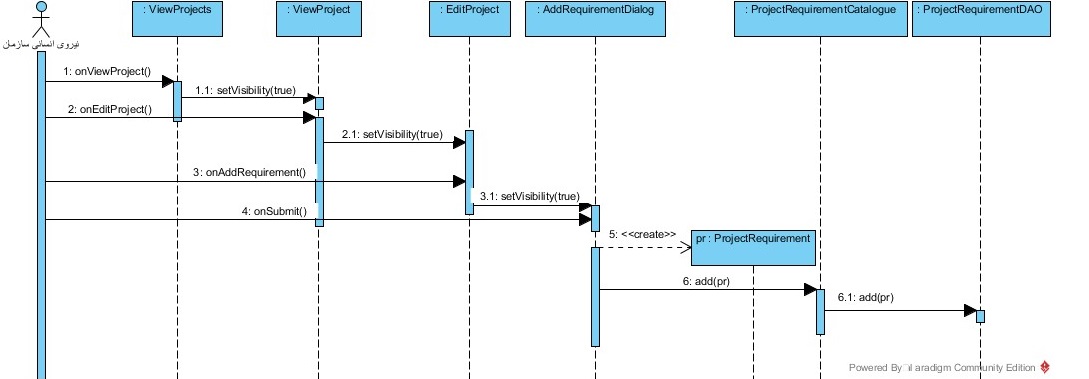 : ViewProjects
: ViewProject
: EditProject
: AddRequirementDialog
: ProjectRequirementCatalogue
: ProjectRequirementDAO
نیروی انسانی سازمان
1: onViewProject()
1.1: setVisibility(true)
2: onEditProject()
2.1: setVisibility(true)
3: onAddRequirement()
3.1: setVisibility(true)
4: onSubmit()
5: <<create>>
pr : ProjectRequirement
6: add(pr)
6.1: add(pr)
Powered By aradigm Community Edition